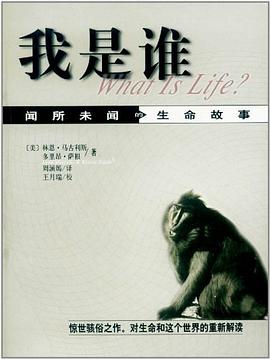 我是谁
What Is Life?
闻所未闻的生命故事
〔美〕林恩·马古利斯
多里昂·萨根 / 著
周涵嫣/译
王月瑞/校
惊世骇俗之作。对生命和这个世界的重新解读